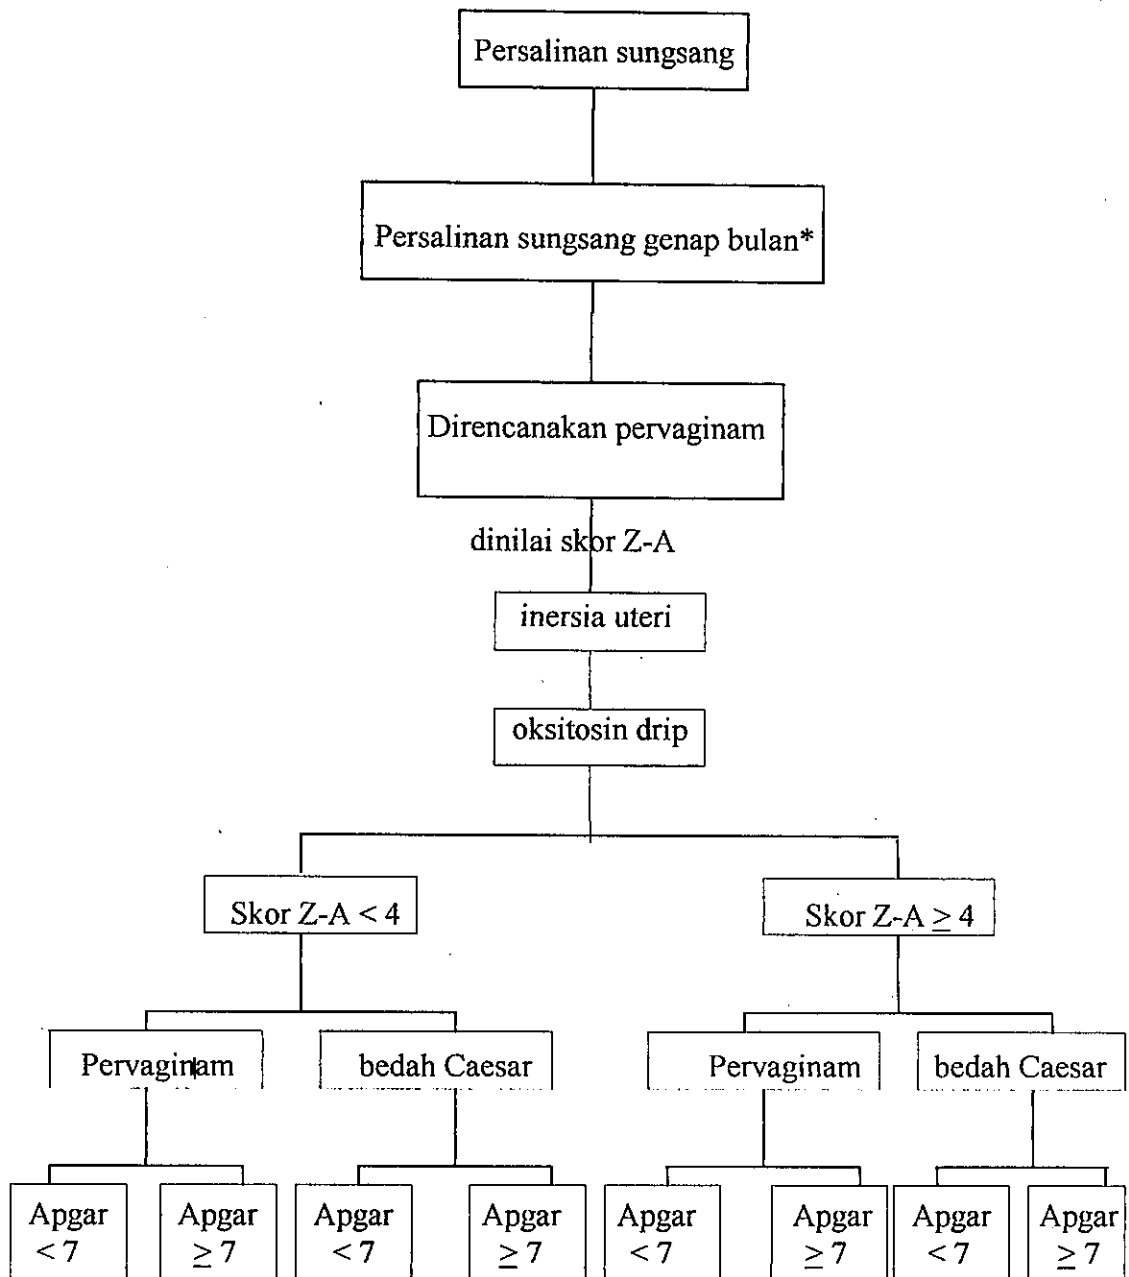 Persalinan sungsang
Persalinan sungsang genap bulan*
Direncanakan pervaginam
dinilai skor Z-A
inersia uteri
oksitosin drip
Skor Z-A < 4
Skor Z-A ≥ 4
Pervaginam
bedah Caesar
Pervaginam
bedah Caesar
Apgar
< 7
Apgar
≥ 7
Apgar
< 7
Apgar
≥ 7
Apgar
< 7
Apgar
≥ 7
Apgar
< 7
Apgar
≥ 7